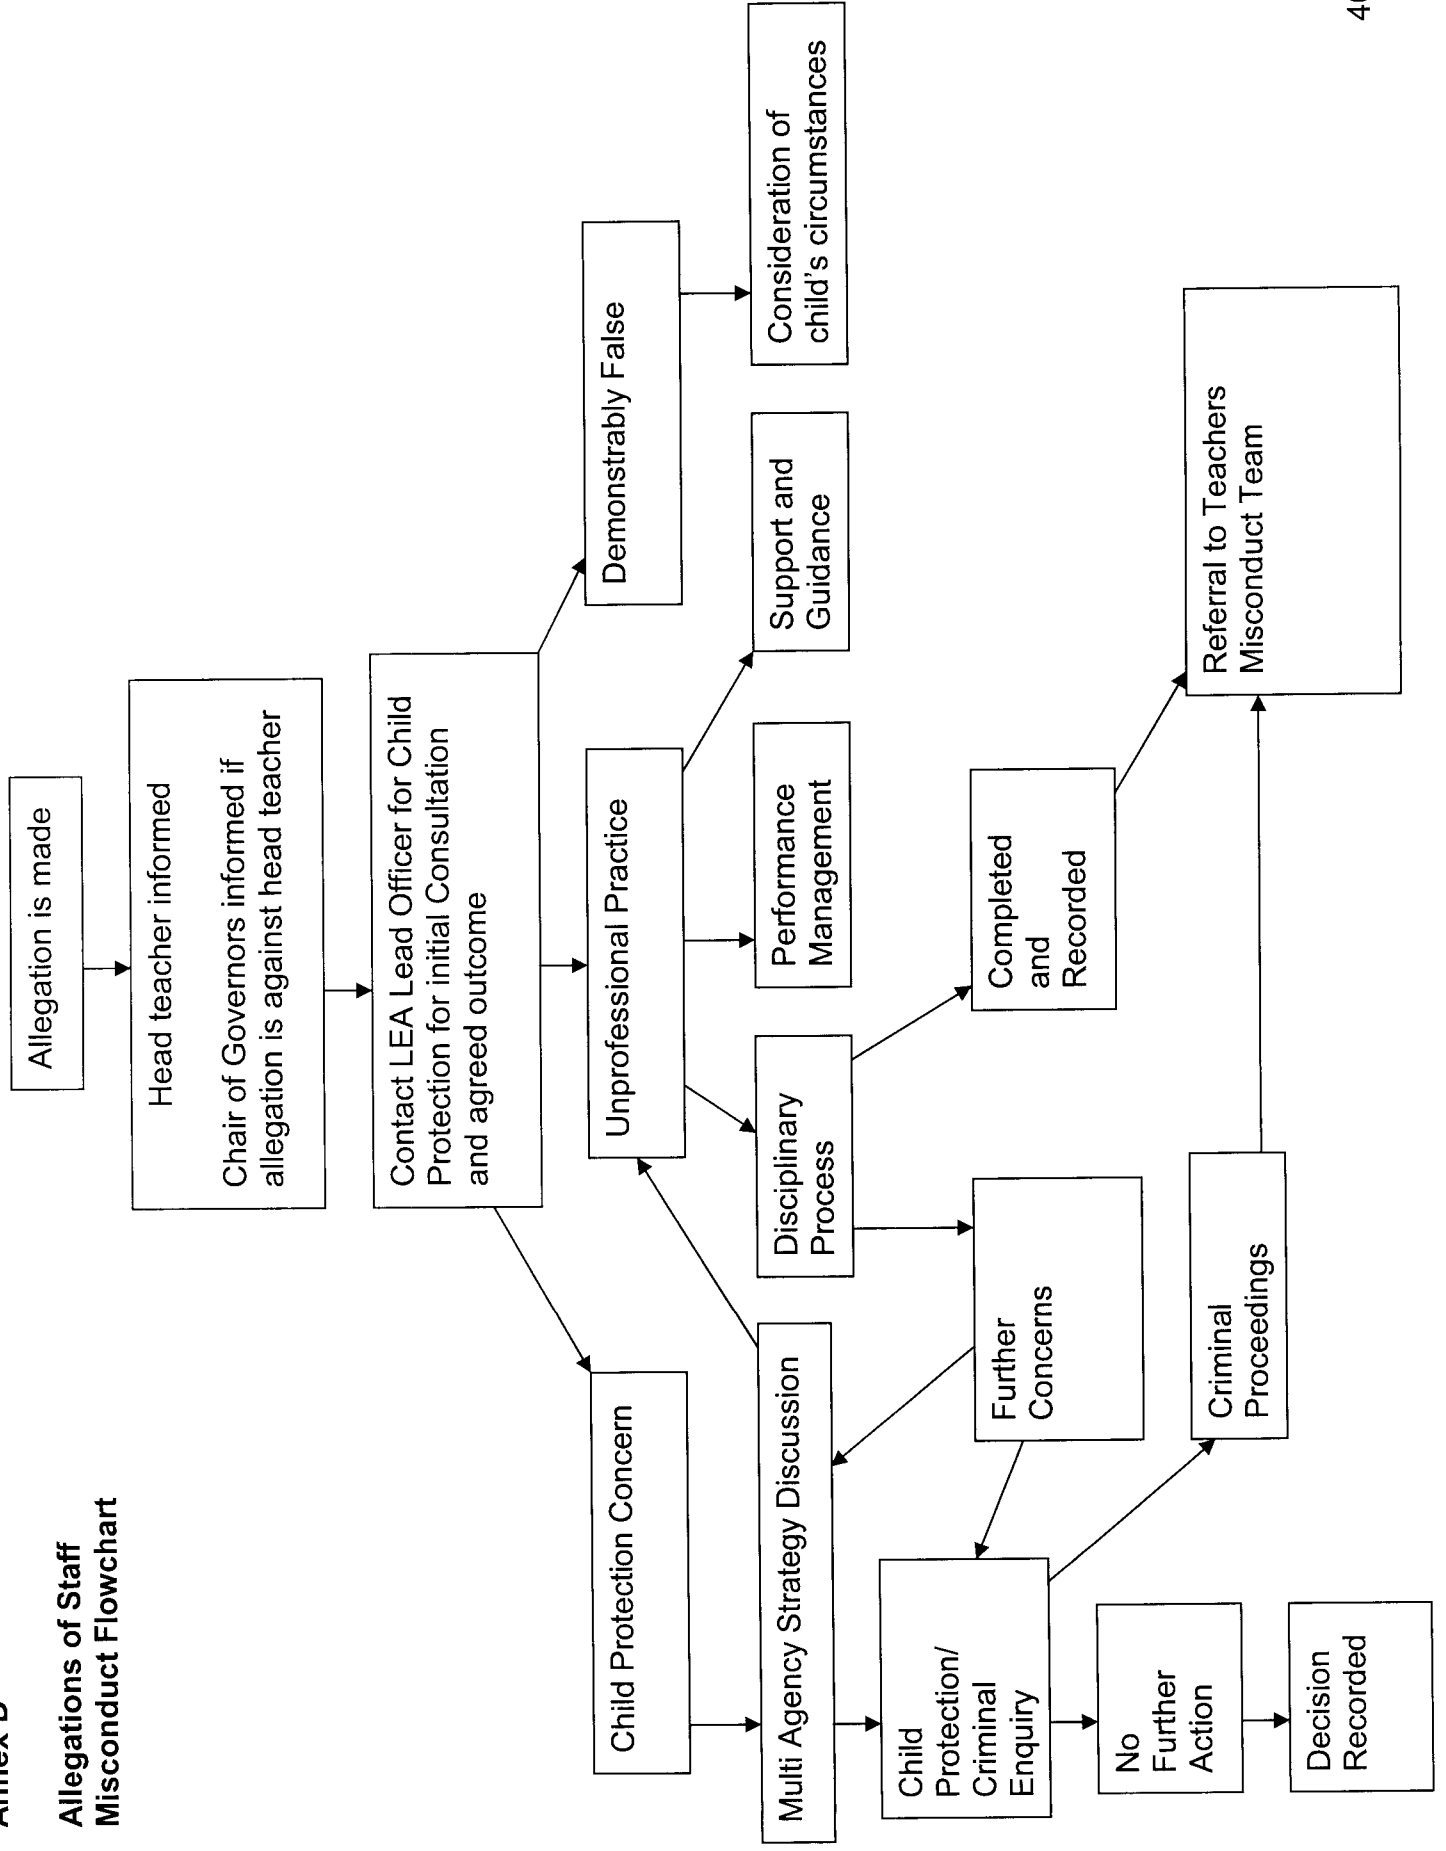 Allegations of Staff
Misconduct Flowchart
Allegation is made
Head teacher informed
Chair of Governors informed if
allegation is against head teacher
Contact LEA Lead Officer for Child
Protection for initial Consultation
and agreed outcome
Child Protection Concern
Unprofessional Practice
Demonstrably False
Multi Agency Strategy Discussion
Disciplinary
Process
Performance
Management
Support and
Guidance
Consideration of
child's circumstances
Child
Protection/
Criminal
Enquiry
Further
Concerns
Completed
and
Recorded
No
Further
Action
Criminal
Proceedings
Referral to Teachers
Misconduct Team
Decision
Recorded